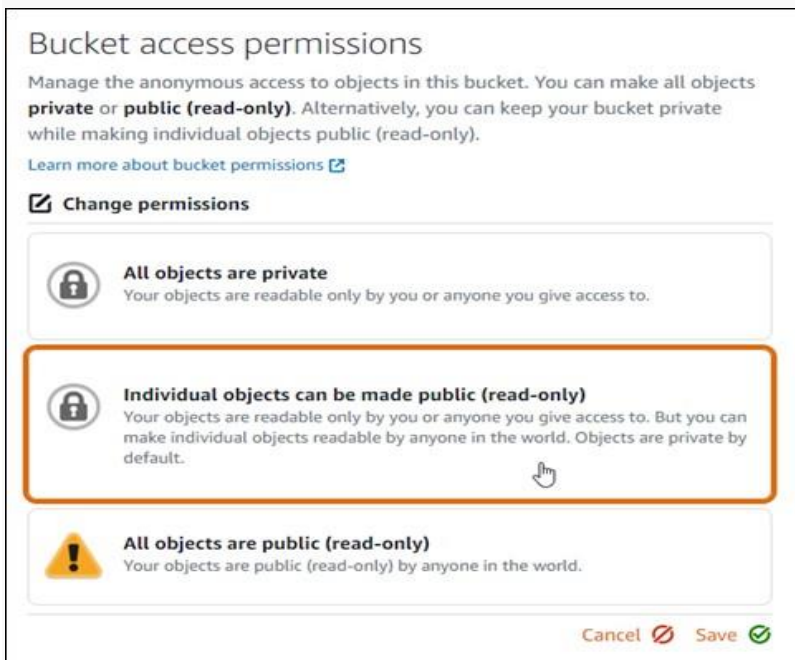 Bucket access permissions
Manage the anonymous access to objects in this bucket. You can make all objects
private or public (read-only). Alternatively, you can keep your bucket private
while making individual objects public (read-only).
Learn more about bucket permissions
Change permissions
All objects are private
Your objects are readable only by you or anyone you give access to.
Individual objects can be made public (read-only)
Your objects are readable only by you or anyone you give access to. But you can
make individual objects readable by anyone in the world. Objects are private by
default.
All objects are public (read-only)
Your objects are public (read-only) by anyone in the world.
Cancel Save